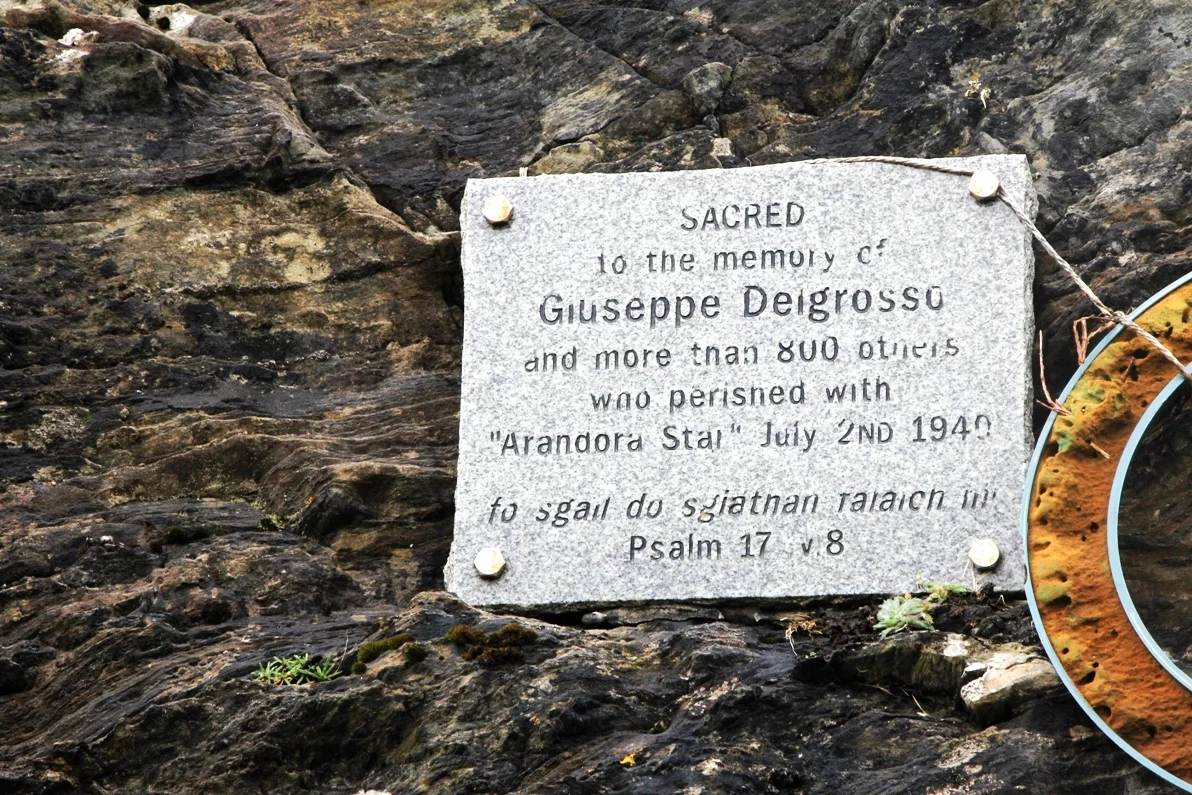 SACRED
to the memory of
Giuseppe Delgrosso
and more than 800 others
who perished with
"Arandora Star" July 2ND 1940
fo sgail do sgiathan falaich mi
Psalm 17 v.8